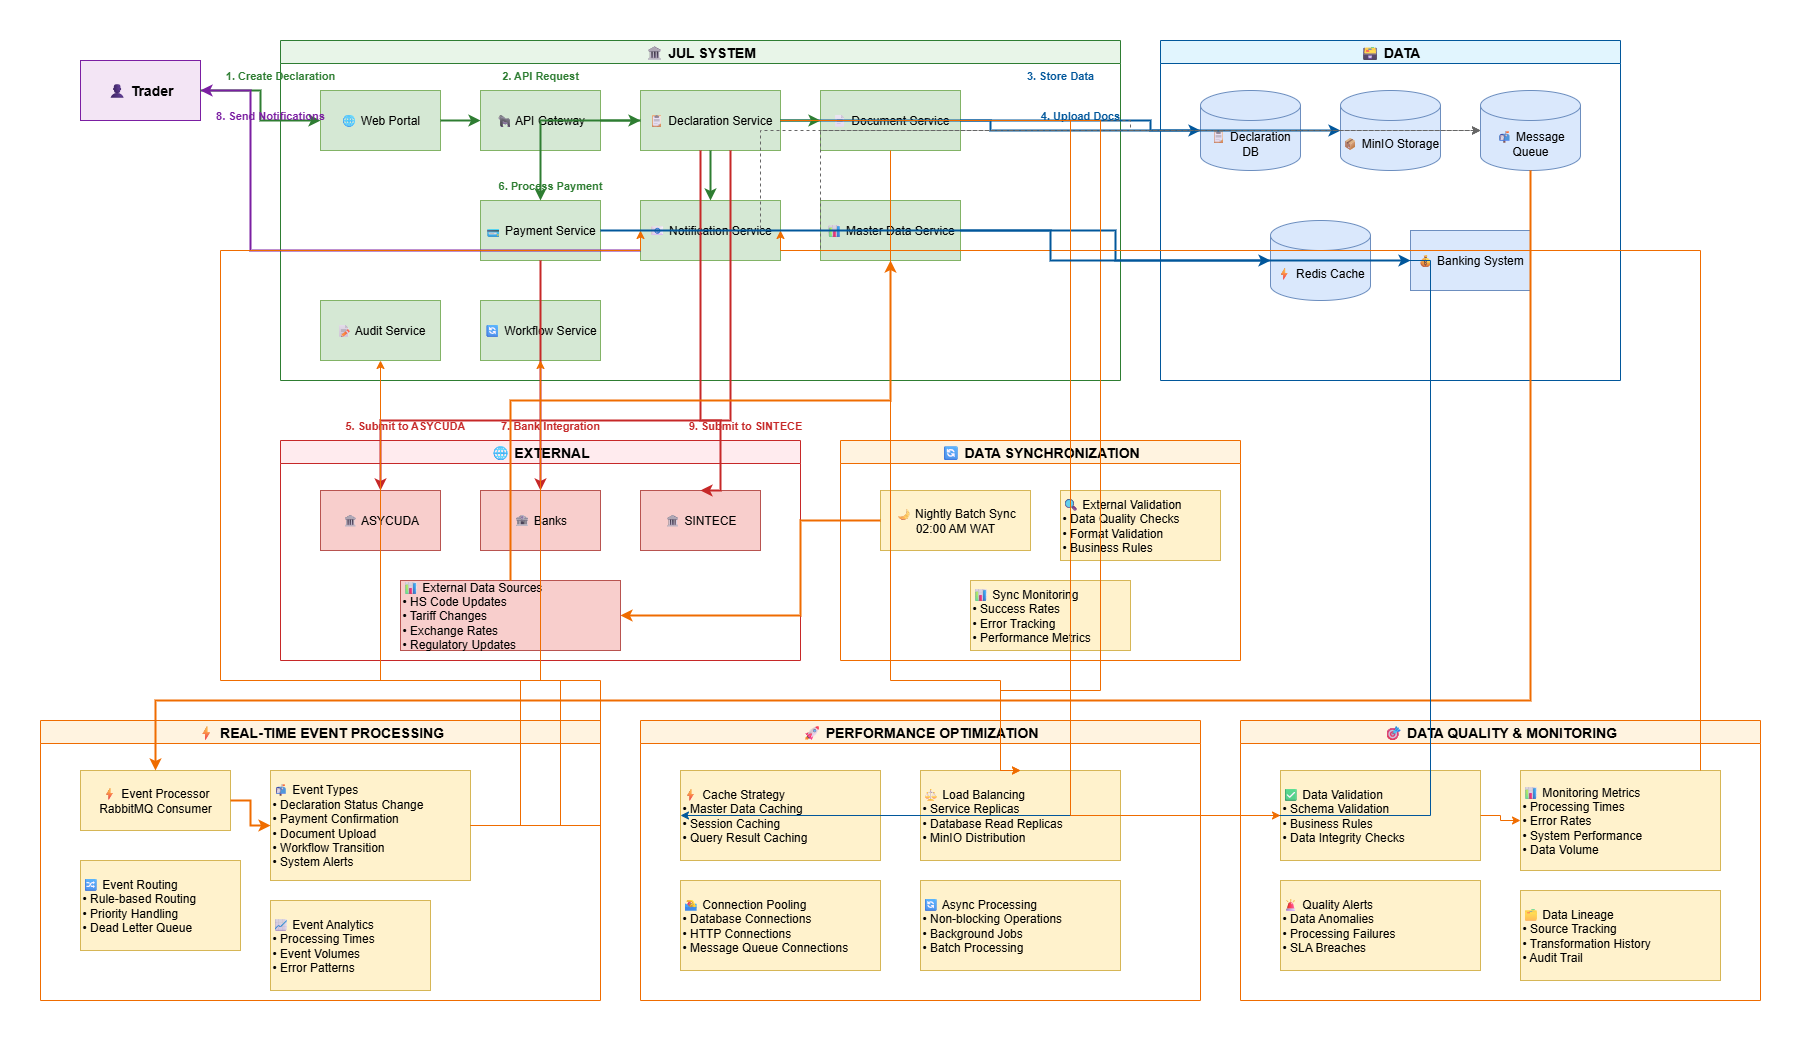 🏛️ JUL SYSTEM
🗃️ DATA
👤 Trader
1. Create Declaration
2. API Request
3. Store Data
8. Send Notifications
4. Upload Docs
🌐 Web Portal
API Gateway
📋 Declaration Service
Document Service
📋 Declaration
DB
📦 MinIO Storage
📬 Message
Queue
6. Process Payment
💳 Payment Service
Notification Service
📊 Master Data Service
⚡ Redis Cache
💰 Banking System
📝 Audit Service
🔄 Workflow Service
5. Submit to ASYCUDA
7. Bank Integration
9. Submit to SINTECE
🌐 EXTERNAL
🔄 DATA SYNCHRONIZATION
🏛️ ASYCUDA
🏦 Banks
🏛️ SINTECE
🌙 Nightly Batch Sync
02:00 AM WAT
🔍 External Validation
• Data Quality Checks
• Format Validation
• Business Rules
📊 External Data Sources
• HS Code Updates
• Tariff Changes
• Exchange Rates
• Regulatory Updates
📊 Sync Monitoring
• Success Rates
• Error Tracking
• Performance Metrics
⚡ REAL-TIME EVENT PROCESSING
🚀 PERFORMANCE OPTIMIZATION
🎯 DATA QUALITY & MONITORING
⚡ Event Processor
RabbitMQ Consumer
📬 Event Types
• Declaration Status Change
• Payment Confirmation
• Document Upload
• Workflow Transition
• System Alerts
🔀 Event Routing
• Rule-based Routing
• Priority Handling
• Dead Letter Queue
📈 Event Analytics
• Processing Times
• Event Volumes
• Error Patterns
⚡ Cache Strategy
• Master Data Caching
• Session Caching
• Query Result Caching
⚖️ Load Balancing
• Service Replicas
• Database Read Replicas
• MinIO Distribution
Connection Pooling
• Database Connections
• HTTP Connections
• Message Queue Connections
🔄 Async Processing
• Non-blocking Operations
• Background Jobs
• Batch Processing
✅ Data Validation
• Schema Validation
• Business Rules
• Data Integrity Checks
📊 Monitoring Metrics
• Processing Times
• Error Rates
• System Performance
• Data Volume
🚨 Quality Alerts
• Data Anomalies
• Processing Failures
• SLA Breaches
🗂️ Data Lineage
• Source Tracking
• Transformation History
• Audit Trail